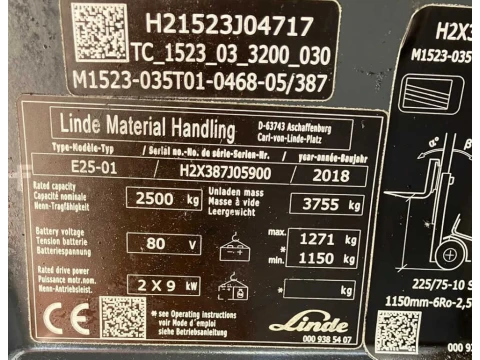 H21523J04717
TC_1523_03_3200_030
M1523-035T01-0468-05/387
Linde Material Handling
D-63743 Aschaffenburg
Carl-von-Linde-Platz
Type-Modèle-Typ / Serial no.-No. de série-Serien-Nr. / year-année-Baujahr
E25-01 / H2X387J05900 / 2018
Rated capacity
Capacité nominale
Nenn-Tragfähigkeit
2500 kg
Unladen mass
Masse à vide
Leergewicht
3755 kg
Battery voltage
Tension batterie
Batteriespannung
80 V
max. 1271 kg
*
min. 1150 kg
Rated drive power
Puissance motr.nom.
Nenn-Antriebsleist.
2 X 9 kW
* kg
* see Operating instructions
voir Mode d'emploi
siehe Betriebsanleitung
Linde
000 938 54 07
H2X3
M1523-035
α°
β
225/75-10 S
1150mm-6Ro-2,5
000 9